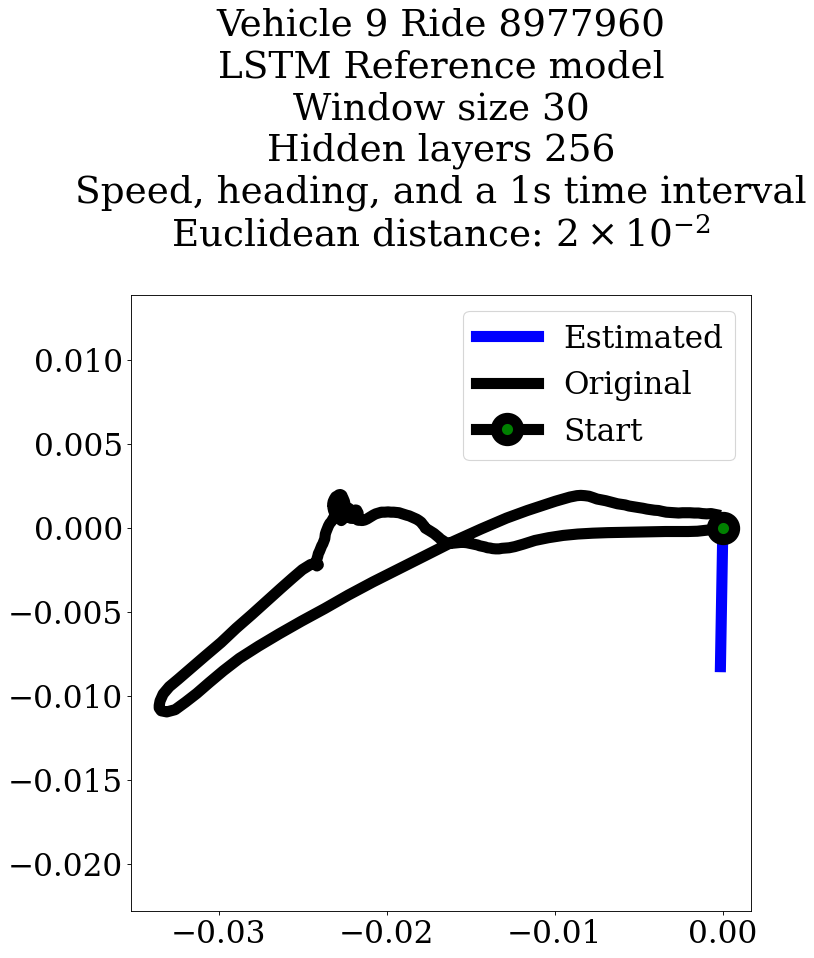 Vehicle 9 Ride 8977960
LSTM Reference model
Window size 30
Hidden layers 256
Speed, heading, and a 1s time interval
Euclidean distance: 2 × 10⁻²
Estimated
Original
Start
0.010
0.005
0.000
−0.005
−0.010
−0.015
−0.020
−0.03 −0.02 −0.01 0.00